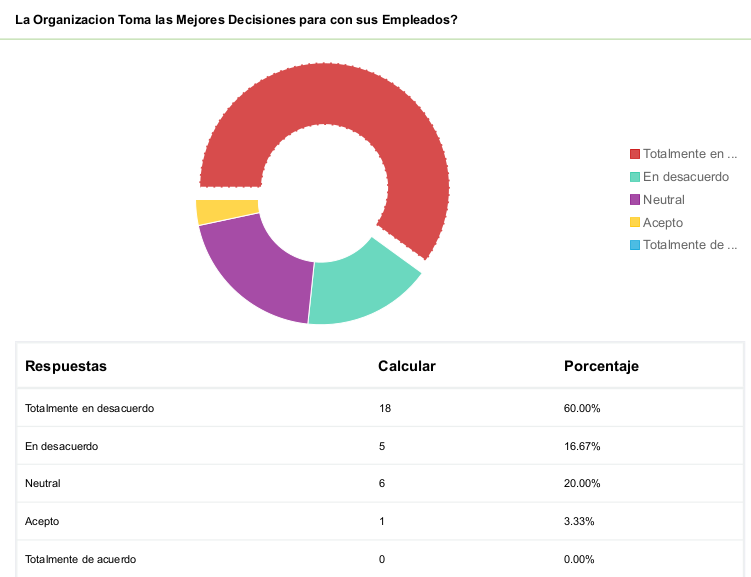 La Organizacion Toma las Mejores Decisiones para con sus Empleados?
Totalmente en ...
En desacuerdo
Neutral
Acepto
Totalmente de ...
Respuestas Calcular Porcentaje
Totalmente en desacuerdo 18 60.00%
En desacuerdo 5 16.67%
Neutral 6 20.00%
Acepto 1 3.33%
Totalmente de acuerdo 0 0.00%